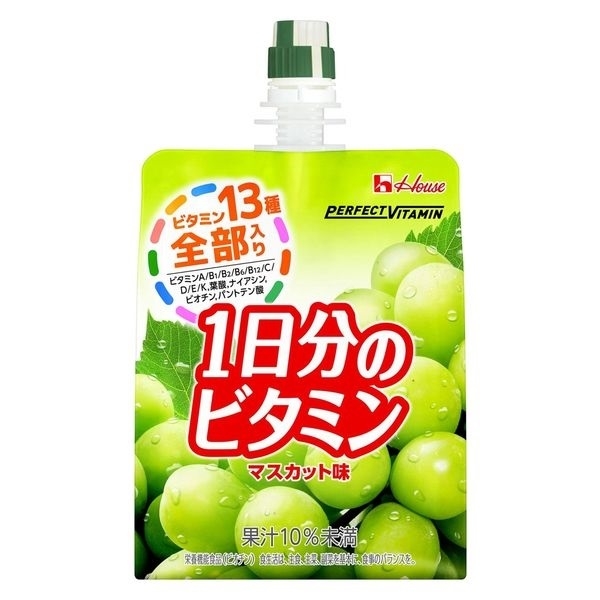 House
PERFECT VITAMIN
ビタミン13種
全部入り
ビタミンA/B1/B2/B6/B12/C/
D/E/K,葉酸,ナイアシン,
ビオチン,パントテン酸
1日分の
ビタミン
マスカット味
果汁10%未満
栄養機能食品(ビオチン) 食生活は、主食、主菜、副菜を基本に、食事のバランスを。